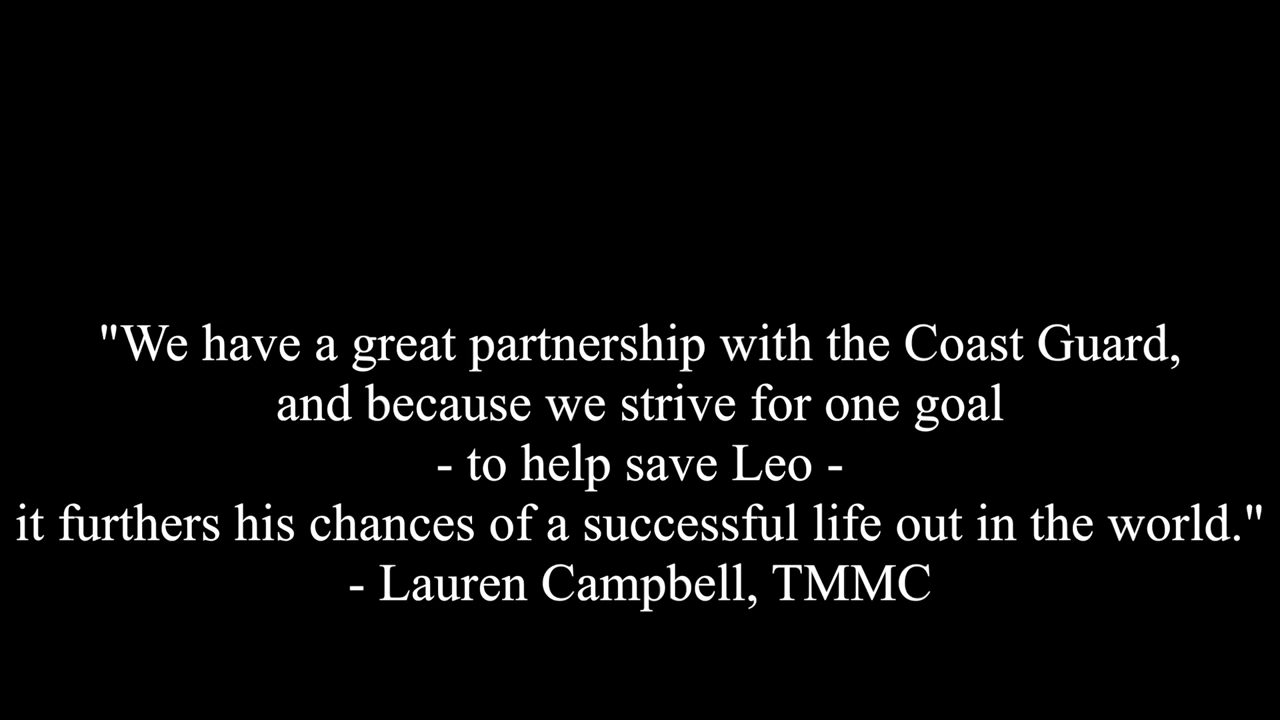 "We have a great partnership with the Coast Guard,
and because we strive for one goal
- to help save Leo -
it furthers his chances of a successful life out in the world."
- Lauren Campbell, TMMC